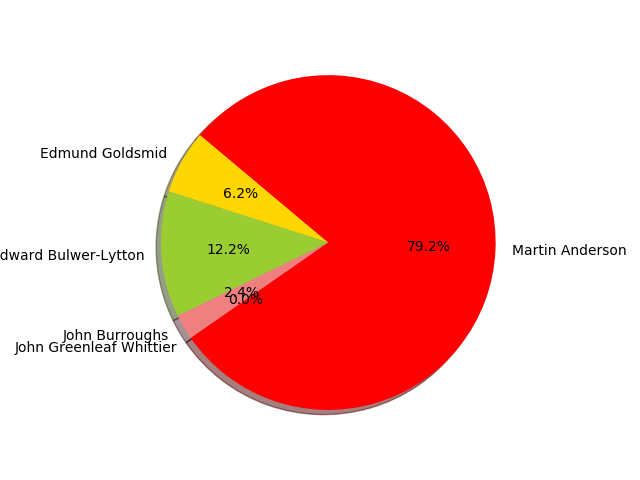 Edmund Goldsmid
6.2%
79.2%
Martin Anderson
12.2%
dward Bulwer-Lytton
2.4%
0.0%
John Burroughs
John Greenleaf Whittier